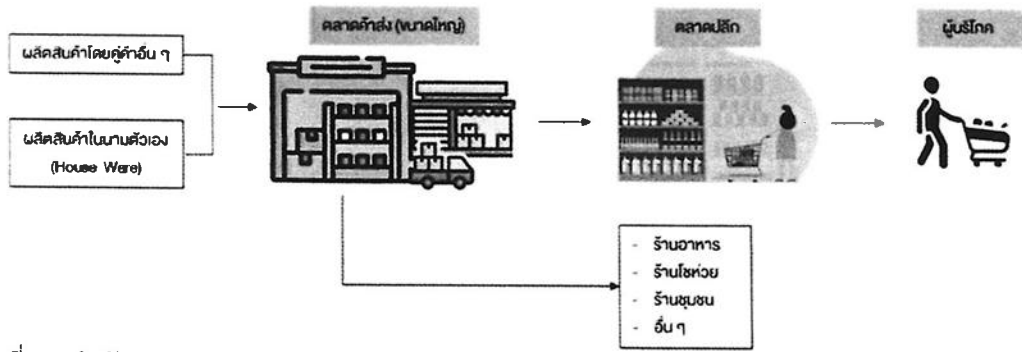 ตลาดค้าส่ง (ขนาดใหญ่)
ตลาดปลีก
ผู้บริโภค
ผลิตสินค้าโดยคู่ค้าอื่น ๆ
ผลิตสินค้าในนามตัวเอง
(House Ware)
- ร้านอาหาร
- ร้านโชห่วย
- ร้านชุมชน
- อื่น ๆ